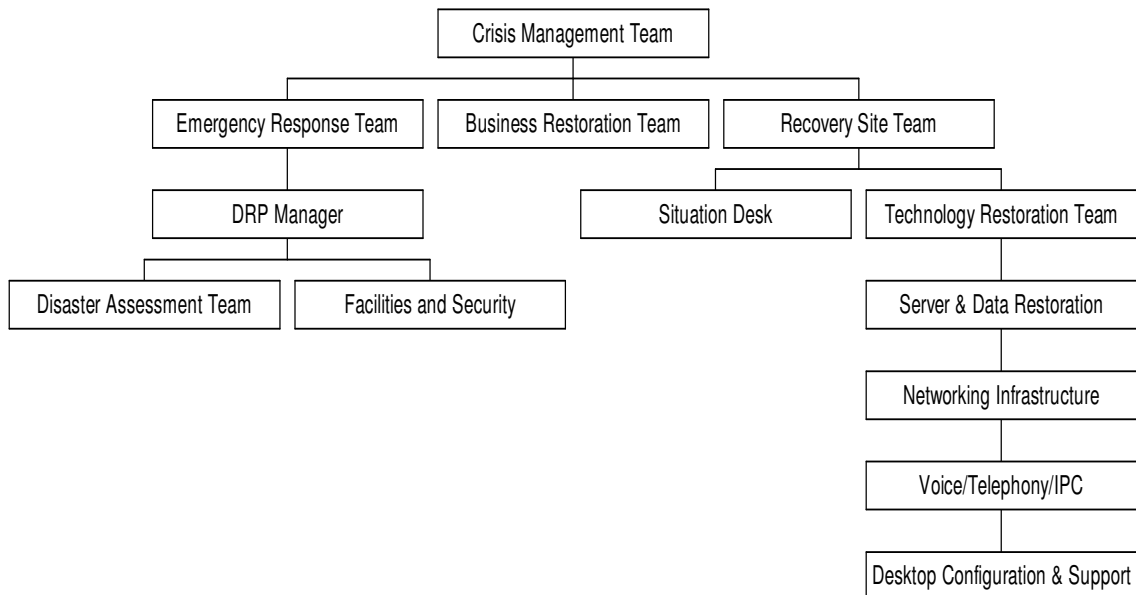 Crisis Management Team
Emergency Response Team
Business Restoration Team
Recovery Site Team
DRP Manager
Situation Desk
Technology Restoration Team
Disaster Assessment Team
Facilities and Security
Server & Data Restoration
Networking Infrastructure
Voice/Telephony/IPC
Desktop Configuration & Support